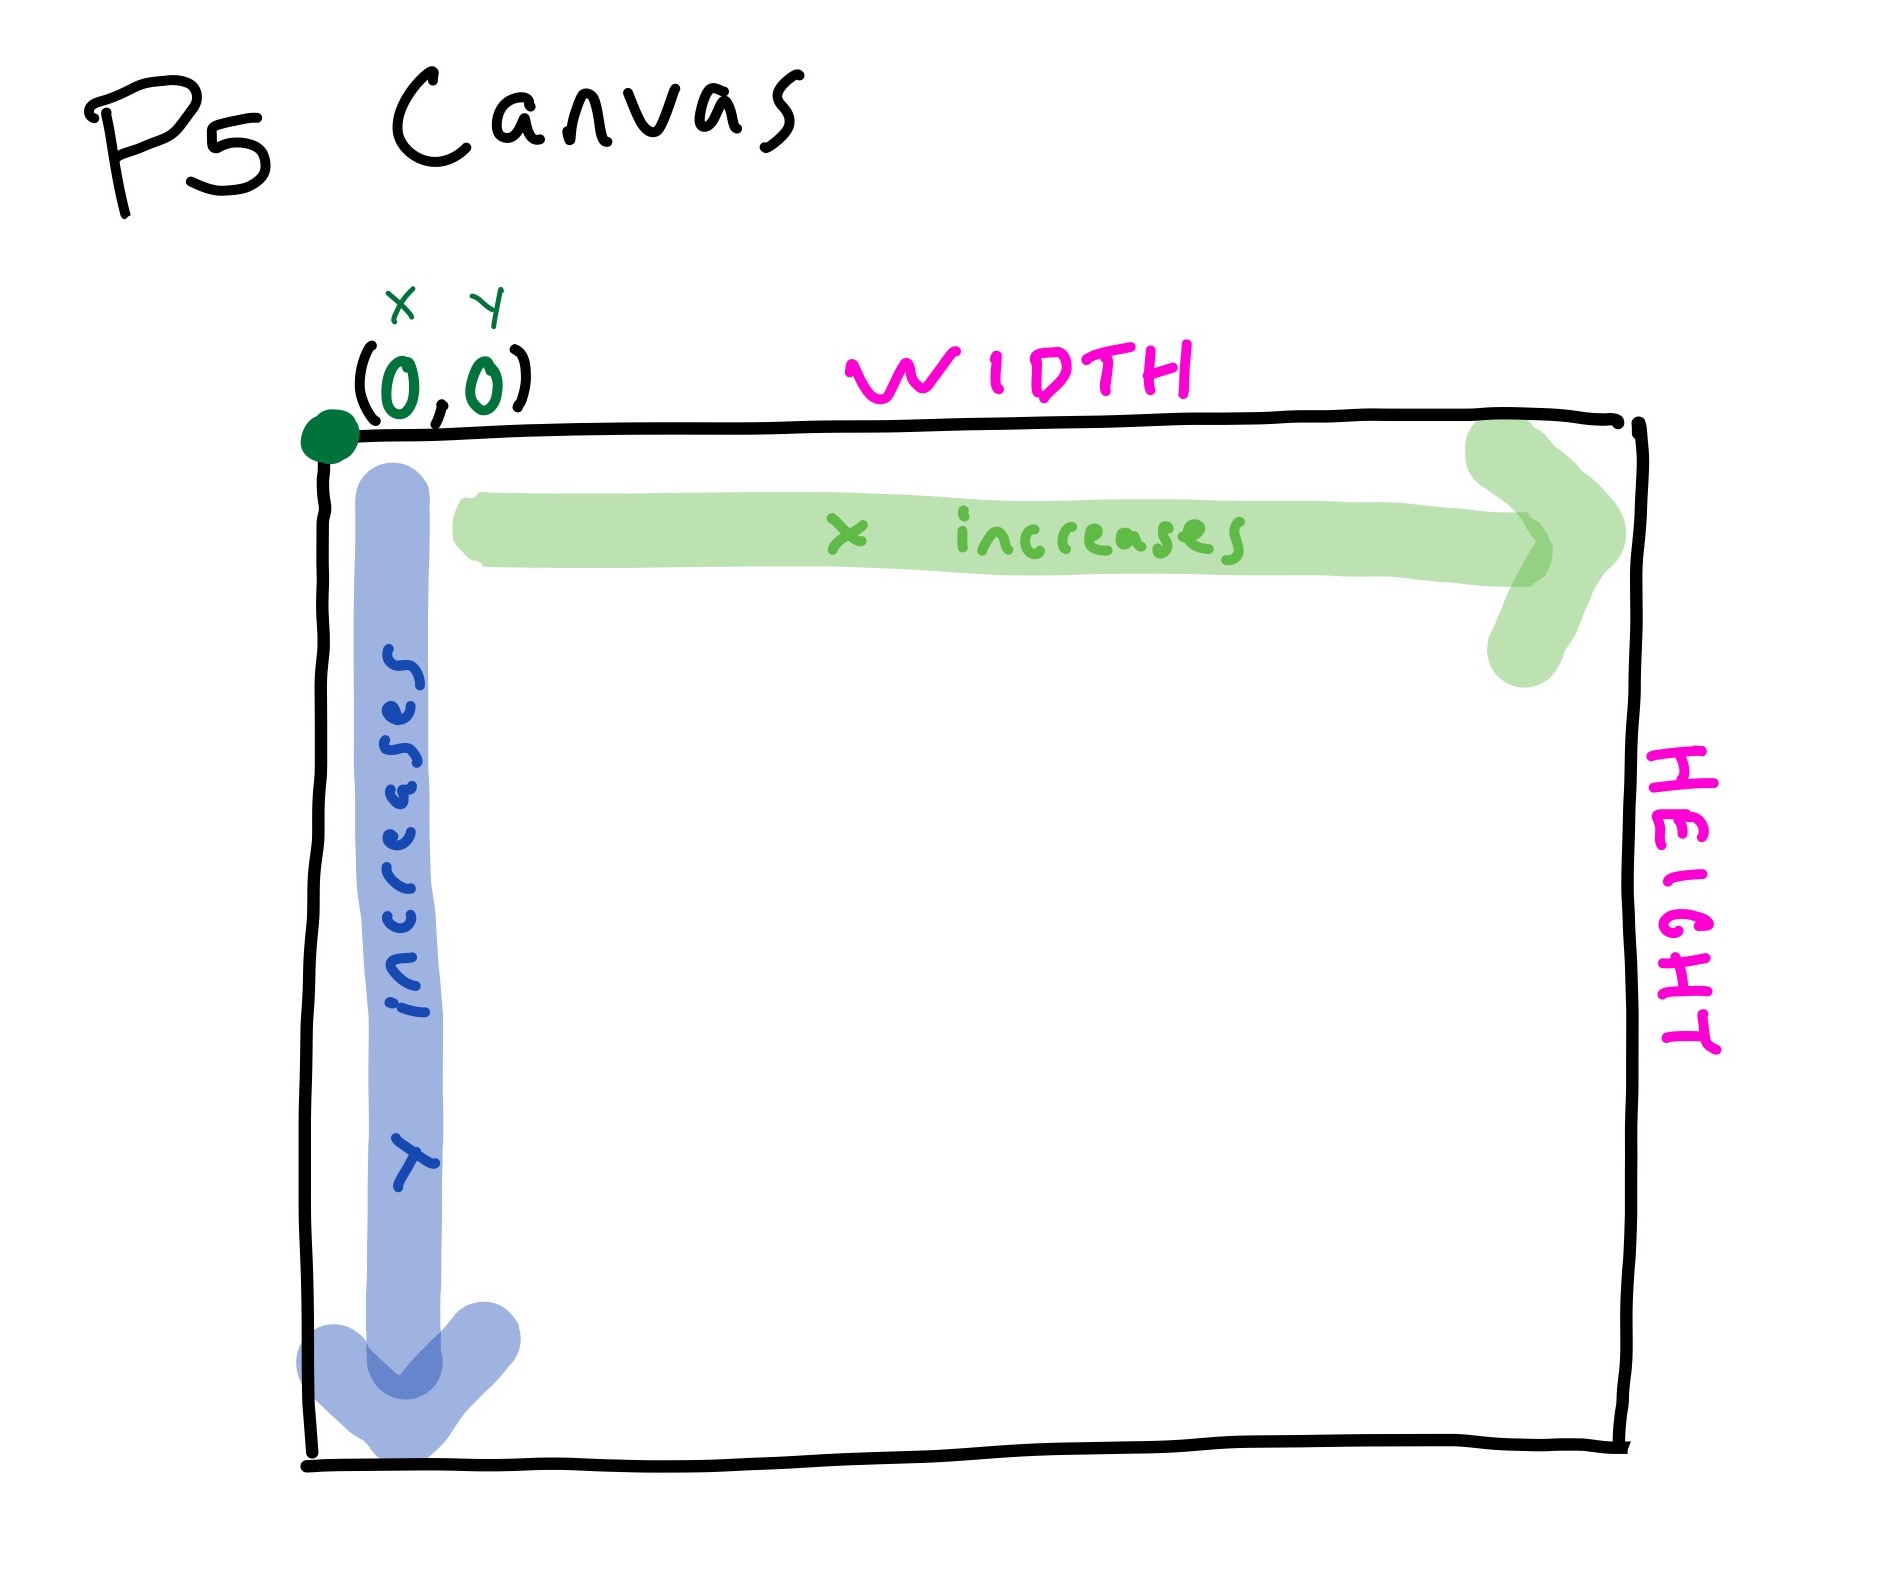 P5 Canvas
X Y
(0,0)
WIDTH
x increases
Y increases
HEIGHT